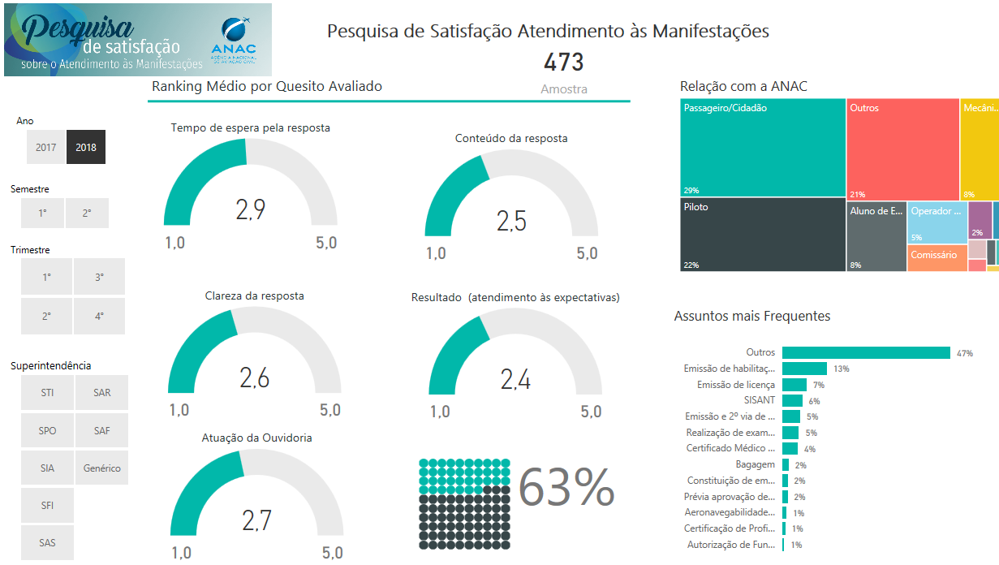 Pesquisa
de satisfação
sobre o Atendimento às Manifestações
ANAC
AGÊNCIA NACIONAL
DE AVIAÇÃO CIVIL
Pesquisa de Satisfação Atendimento às Manifestações
473
Amostra
Ranking Médio por Quesito Avaliado
Ano
2017
2018
Semestre
1°
2°
Trimestre
1°
3°
2°
4°
Superintendência
STI
SAR
SPO
SAF
SIA
Genérico
SFI
SAS
Tempo de espera pela resposta
2,9
1,0
5,0
Conteúdo da resposta
2,5
1,0
5,0
Clareza da resposta
2,6
1,0
5,0
Resultado (atendimento às expectativas)
2,4
1,0
5,0
Atuação da Ouvidoria
2,7
1,0
5,0
63%
Relação com a ANAC
Passageiro/Cidadão
29%
Outros
21%
Mecâni...
8%
Piloto
22%
Aluno de E...
8%
Operador ...
5%
2%
Comissário
Assuntos mais Frequentes
Outros 47%
Emissão de habilitaç... 13%
Emissão de licença 7%
SISANT 6%
Emissão e 2º via de ... 5%
Realização de exam... 5%
Certificado Médico ... 4%
Bagagem 2%
Constituição de em... 2%
Prévia aprovação de... 2%
Aeronavegabilidade... 1%
Certificação de Profi... 1%
Autorização de Fun... 1%